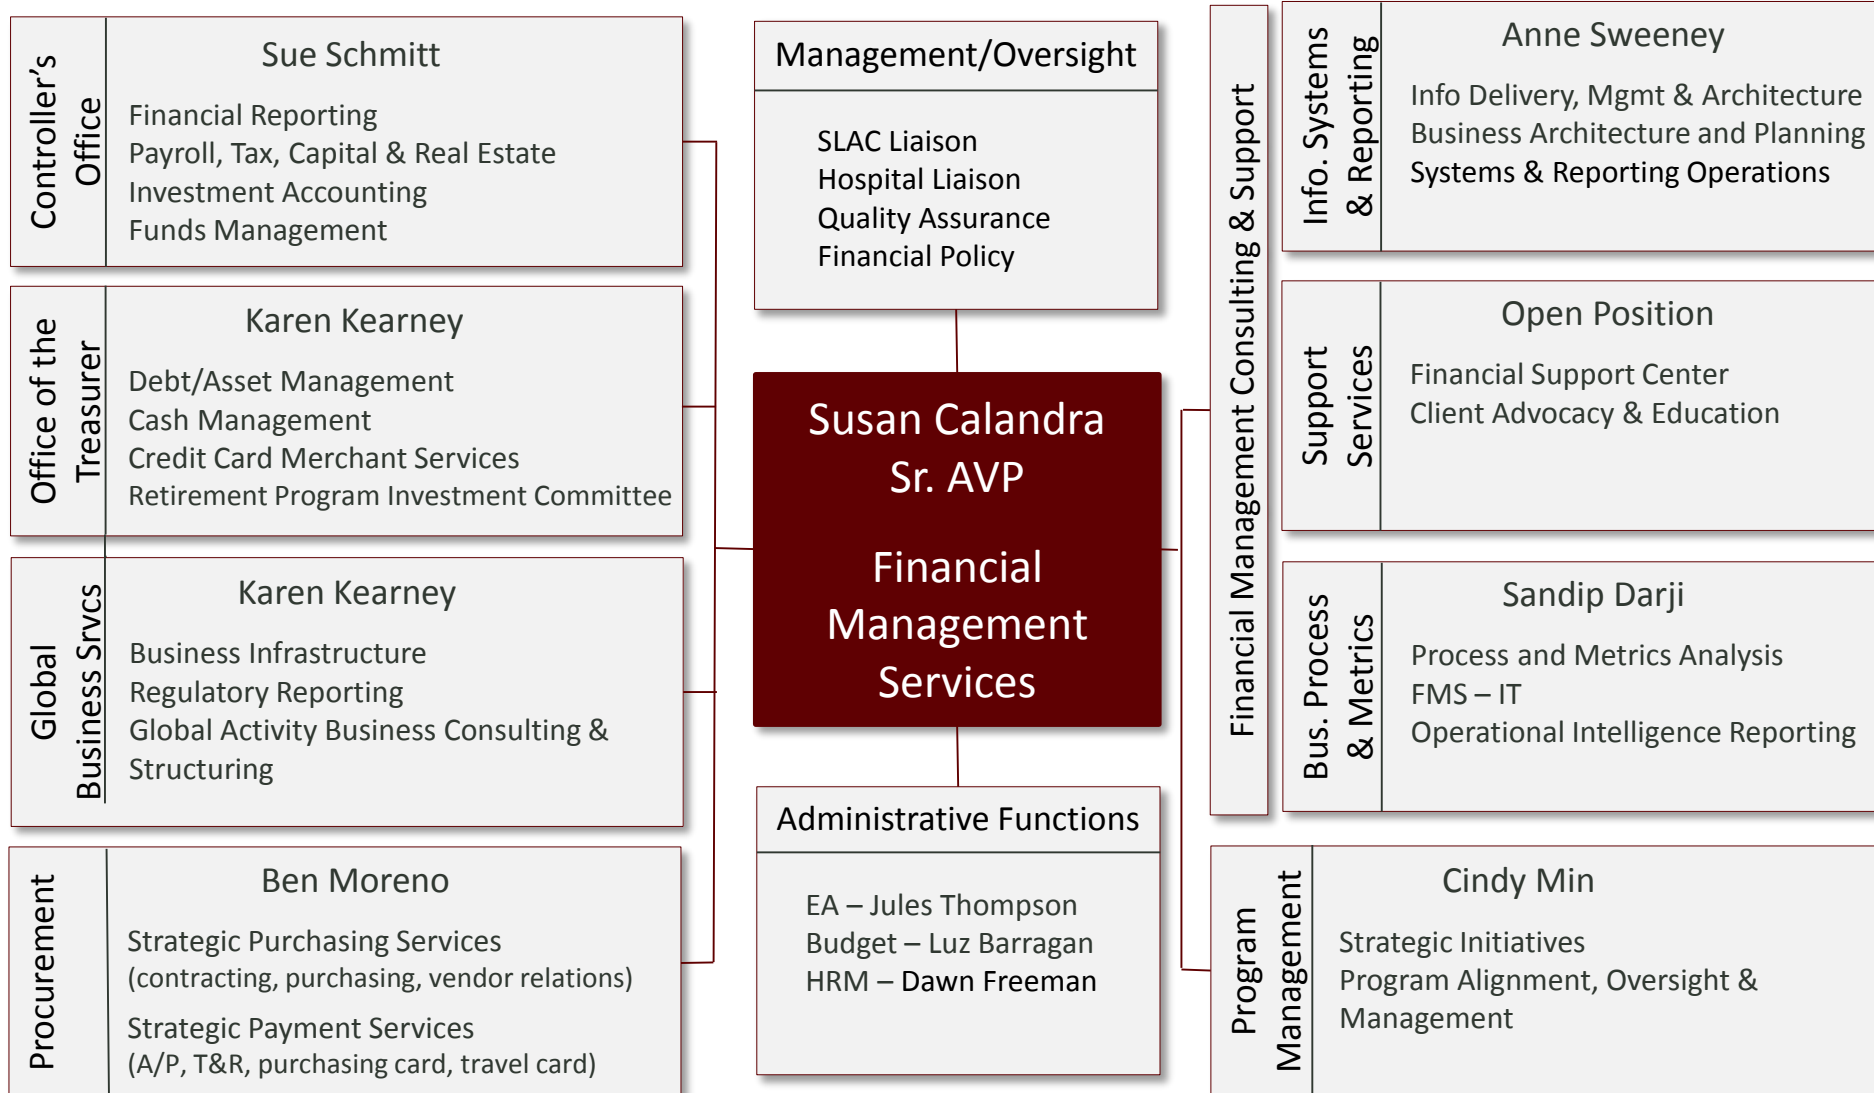 Controller's
Office
Sue Schmitt
Financial Reporting
Payroll, Tax, Capital & Real Estate
Investment Accounting
Funds Management
Office of the
Treasurer
Karen Kearney
Debt/Asset Management
Cash Management
Credit Card Merchant Services
Retirement Program Investment Committee
Global
Business Srvcs
Karen Kearney
Business Infrastructure
Regulatory Reporting
Global Activity Business Consulting &
Structuring
Procurement
Ben Moreno
Strategic Purchasing Services
(contracting, purchasing, vendor relations)
Strategic Payment Services
(A/P, T&R, purchasing card, travel card)
Management/Oversight
SLAC Liaison
Hospital Liaison
Quality Assurance
Financial Policy
Susan Calandra
Sr. AVP
Financial
Management
Services
Administrative Functions
EA – Jules Thompson
Budget – Luz Barragan
HRM – Dawn Freeman
Financial Management Consulting & Support
Info. Systems
& Reporting
Anne Sweeney
Info Delivery, Mgmt & Architecture
Business Architecture and Planning
Systems & Reporting Operations
Support
Services
Open Position
Financial Support Center
Client Advocacy & Education
Bus. Process
& Metrics
Sandip Darji
Process and Metrics Analysis
FMS – IT
Operational Intelligence Reporting
Program
Management
Cindy Min
Strategic Initiatives
Program Alignment, Oversight &
Management